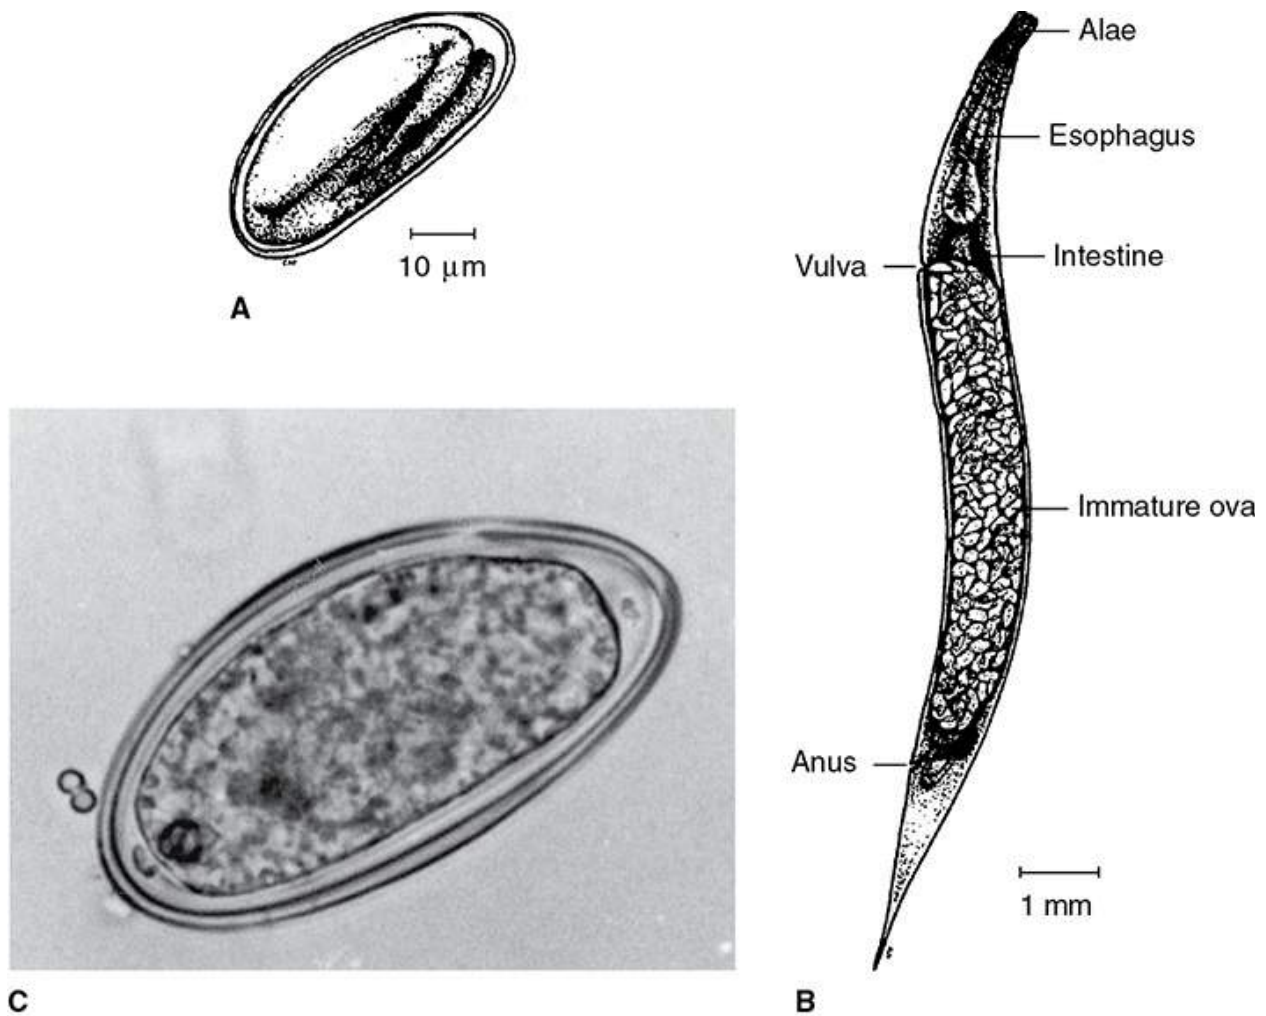 10 μm
A
Alae
Esophagus
Vulva
Intestine
Immature ova
Anus
1 mm
B
C